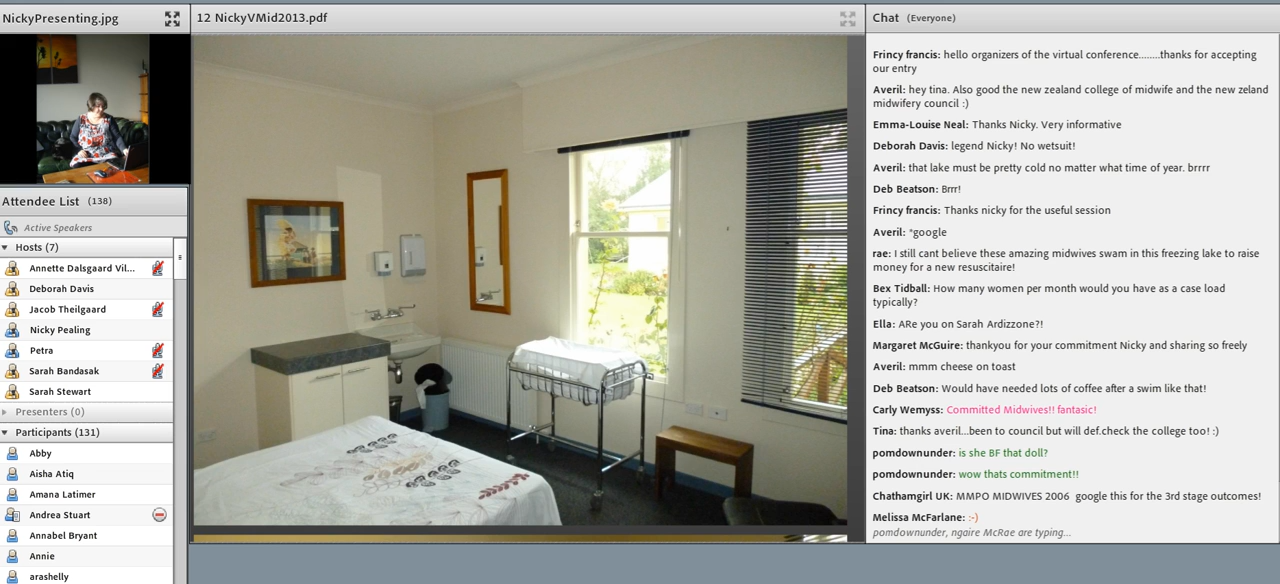 NickyPresenting.jpg
Attendee List (138)
Active Speakers
Hosts (7)
Annette Dalsgaard Vil...
Deborah Davis
Jacob Theilgaard
Nicky Pealing
Petra
Sarah Bandasak
Sarah Stewart
Presenters (0)
Participants (131)
Abby
Aisha Atiq
Amana Latimer
Andrea Stuart
Annabel Bryant
Annie
arashelly
12 NickyVMid2013.pdf
Chat (Everyone)
Frincy francis: hello organizers of the virtual conference........thanks for accepting
our entry
Averil: hey tina. Also good the new zealand college of midwife and the new zeland
midwifery council :)
Emma-Louise Neal: Thanks Nicky. Very informative
Deborah Davis: legend Nicky! No wetsuit!
Averil: that lake must be pretty cold no matter what time of year. brrrr
Deb Beatson: Brrr!
Frincy francis: Thanks nicky for the useful session
Averil: *google
rae: I still cant believe these amazing midwives swam in this freezing lake to raise
money for a new resuscitaire!
Bex Tidball: How many women per month would you have as a case load
typically?
Ella: ARe you on Sarah Ardizzone?!
Margaret McGuire: thankyou for your commitment Nicky and sharing so freely
Averil: mmm cheese on toast
Deb Beatson: Would have needed lots of coffee after a swim like that!
Carly Wemyss: Committed Midwives!! fantasic!
Tina: thanks averil...been to council but will def.check the college too! :)
pomdownunder: is she BF that doll?
pomdownunder: wow thats commitment!!
Chathamgirl UK: MMPO MIDWIVES 2006 google this for the 3rd stage outcomes!
Melissa McFarlane: :-)
pomdownunder, ngaire McRae are typing...